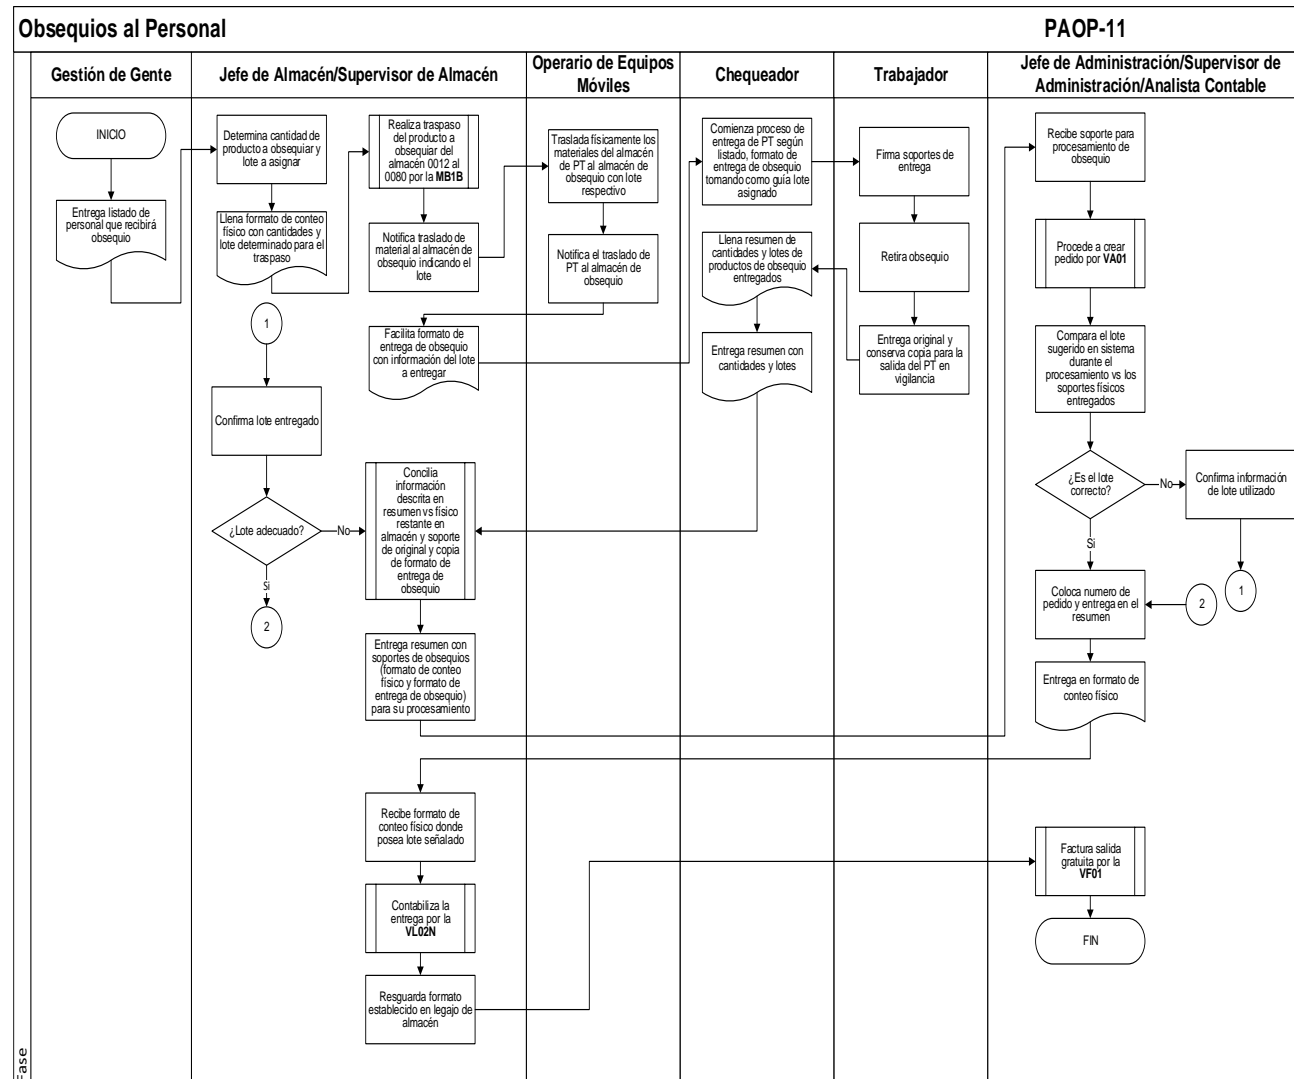 Obsequios al Personal
PAOP-11
Gestión de Gente
Jefe de Almacén/Supervisor de Almacén
Operario de Equipos
Móviles
Chequeador
Trabajador
Jefe de Administración/Supervisor de
Administración/Analista Contable
INICIO
Entrega listado de
personal que recibirá
obsequio
Determina cantidad de
producto a obsequiar y
lote a asignar
Llena formato de conteo
físico con cantidades y
lote determinado para el
traspaso
Realiza traspaso
del producto a
obsequiar del
almacén 0012 al
0080 por la MB1B
Notifica traslado de
material al almacén de
obsequio indicando el
lote
Traslada físicamente los
materiales del almacén
de PT al almacén de
obsequio con lote
respectivo
Notifica el traslado de
PT al almacén de
obsequio
Facilita formato de
entrega de obsequio
con información del lote
a entregar
Comienza proceso de
entrega de PT según
listado, formato de
entrega de obsequio
tomando como guía lote
asignado
Firma soportes de
entrega
Retira obsequio
Entrega original y
conserva copia para la
salida del PT en
vigilancia
Llena resumen de
cantidades y lotes de
productos de obsequio
entregados
Entrega resumen con
cantidades y lotes
1
Confirma lote entregado
¿Lote adecuado?
No
Si
2
Concilia
información
descrita en
resumen vs físico
restante en
almacén y soporte
de original y copia
de formato de
entrega de
obsequio
Entrega resumen con
soportes de obsequios
(formato de conteo
físico y formato de
entrega de obsequio)
para su procesamiento
Recibe soporte para
procesamiento de
obsequio
Procede a crear
pedido por VA01
Compara el lote
sugerido en sistema
durante el
procesamiento vs los
soportes físicos
entregados
¿Es el lote
correcto?
No
Confirma información
de lote utilizado
1
Si
Coloca numero de
pedido y entrega en el
resumen
2
Entrega en formato de
conteo físico
Recibe formato de
conteo físico donde
posea lote señalado
Contabiliza la
entrega por la
VL02N
Resguarda formato
establecido en legajo de
almacén
Factura salida
gratuita por la
VF01
FIN
Fase